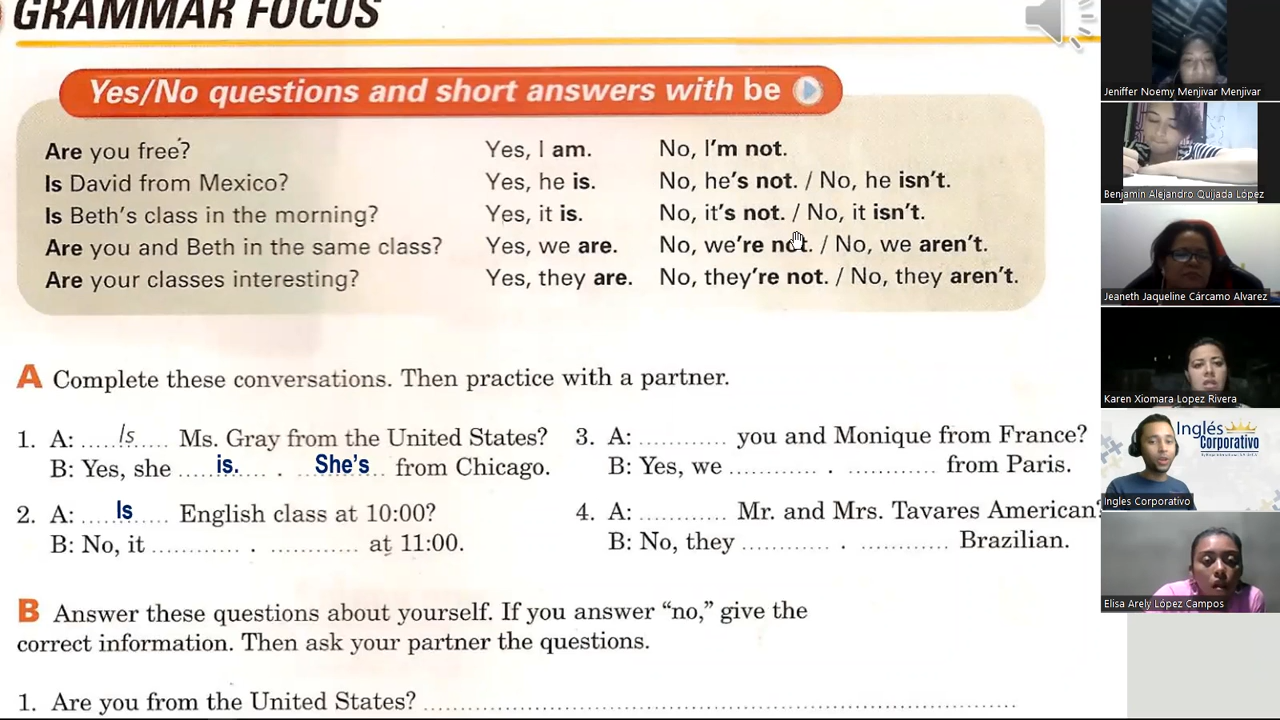 GRAMMAR FOCUS
Yes/No questions and short answers with be
Are you free? Yes, I am. No, I'm not.
Is David from Mexico? Yes, he is. No, he's not. / No, he isn't.
Is Beth's class in the morning? Yes, it is. No, it's not. / No, it isn't.
Are you and Beth in the same class? Yes, we are. No, we're not. / No, we aren't.
Are your classes interesting? Yes, they are. No, they're not. / No, they aren't.
A Complete these conversations. Then practice with a partner.
1. A: ..... Is ..... Ms. Gray from the United States?
B: Yes, she ..... is. .... . ... She's ... from Chicago.
2. A: ..... Is ..... English class at 10:00?
B: No, it ............ . ............ at 11:00.
3. A: ............ you and Monique from France?
B: Yes, we ............ . ............ from Paris.
4. A: ............ Mr. and Mrs. Tavares American?
B: No, they ............ . ............ Brazilian.
B Answer these questions about yourself. If you answer “no,” give the
correct information. Then ask your partner the questions.
1. Are you from the United States? ............................................................
Jeniffer Noemy Menjivar Menjivar
Benjamin Alejandro Quijada López
Jeaneth Jaqueline Cárcamo Alvarez
Karen Xiomara Lopez Rivera
Inglés
Corporativo
Ingles Corporativo
Elisa Arely López Campos